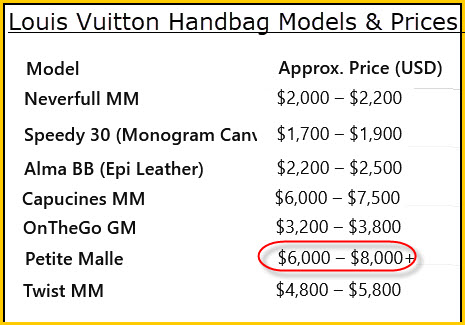 Louis Vuitton Handbag Models & Prices
Model Approx. Price (USD)
Neverfull MM $2,000 – $2,200
Speedy 30 (Monogram Canv $1,700 – $1,900
Alma BB (Epi Leather) $2,200 – $2,500
Capucines MM $6,000 – $7,500
OnTheGo GM $3,200 – $3,800
Petite Malle $6,000 – $8,000+
Twist MM $4,800 – $5,800